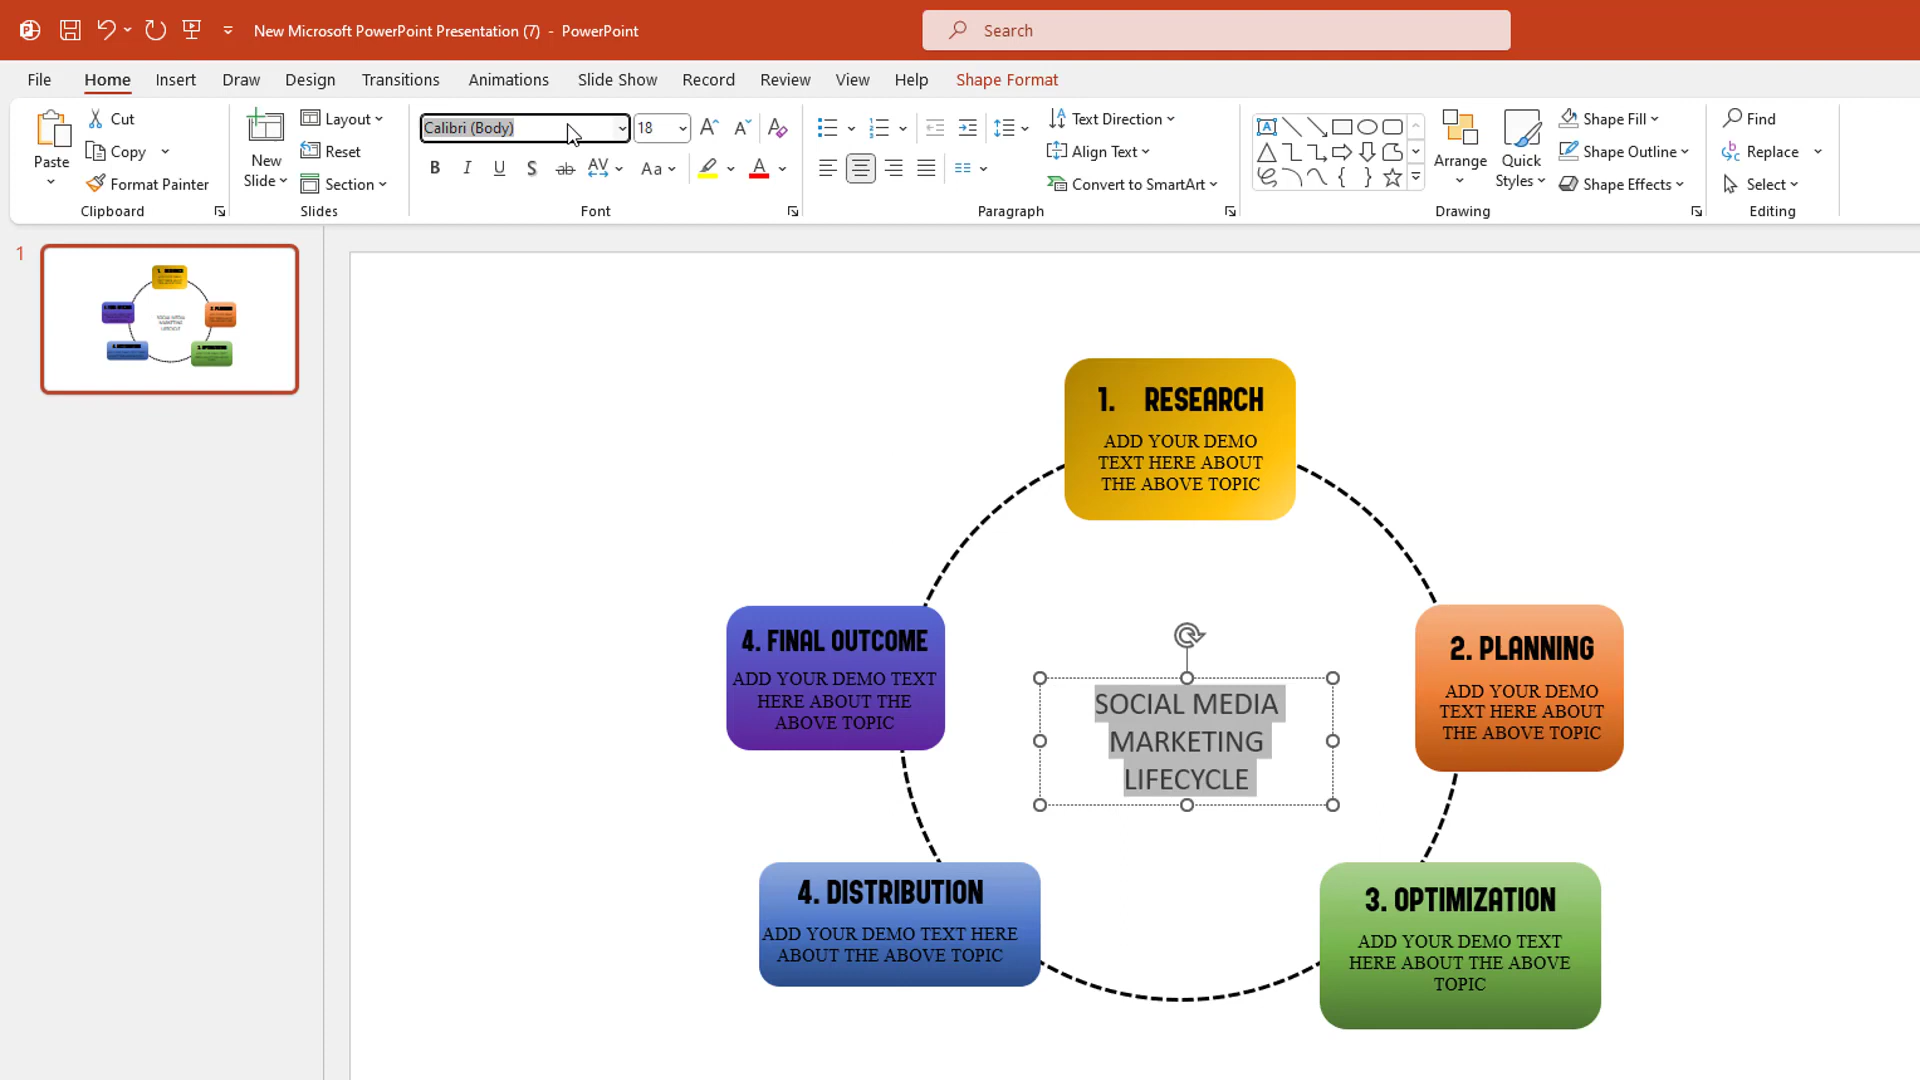 New Microsoft PowerPoint Presentation (7) - PowerPoint
Search
File Home Insert Draw Design Transitions Animations Slide Show Record Review View Help Shape Format
Paste
Cut
Copy
Format Painter
Clipboard
New
Slide
Layout
Reset
Section
Slides
Calibri (Body)
18
Font
Text Direction
Align Text
Convert to SmartArt
Paragraph
Arrange
Quick
Styles
Shape Fill
Shape Outline
Shape Effects
Drawing
Find
Replace
Select
Editing
1
1. RESEARCH
ADD YOUR DEMO
TEXT HERE ABOUT
THE ABOVE TOPIC
4. FINAL OUTCOME
ADD YOUR DEMO TEXT
HERE ABOUT THE
ABOVE TOPIC
SOCIAL MEDIA
MARKETING
LIFECYCLE
2. PLANNING
ADD YOUR DEMO
TEXT HERE ABOUT
THE ABOVE TOPIC
4. DISTRIBUTION
ADD YOUR DEMO TEXT HERE
ABOUT THE ABOVE TOPIC
3. OPTIMIZATION
ADD YOUR DEMO TEXT
HERE ABOUT THE ABOVE
TOPIC